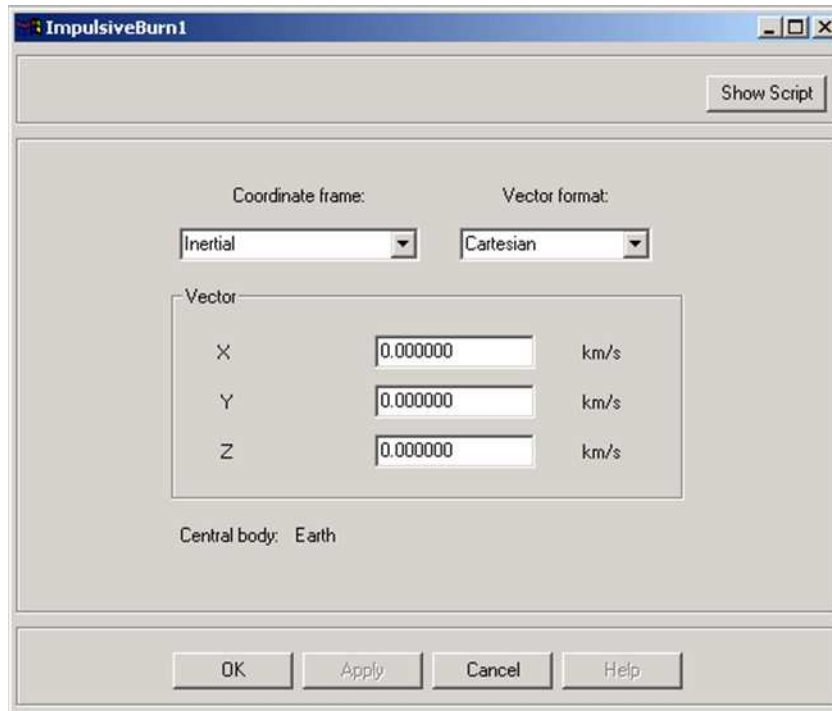 ImpulsiveBurn1
Show Script
Coordinate frame: Vector format:
Inertial Cartesian
Vector
X 0.000000 km/s
Y 0.000000 km/s
Z 0.000000 km/s
Central body: Earth
OK Apply Cancel Help